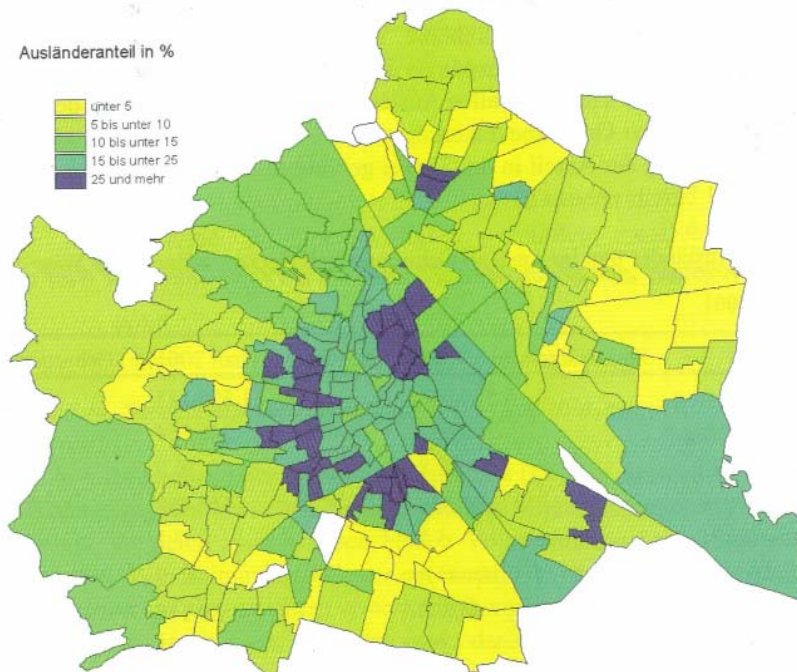 Ausländeranteil in %
unter 5
5 bis unter 10
10 bis unter 15
15 bis unter 25
25 und mehr